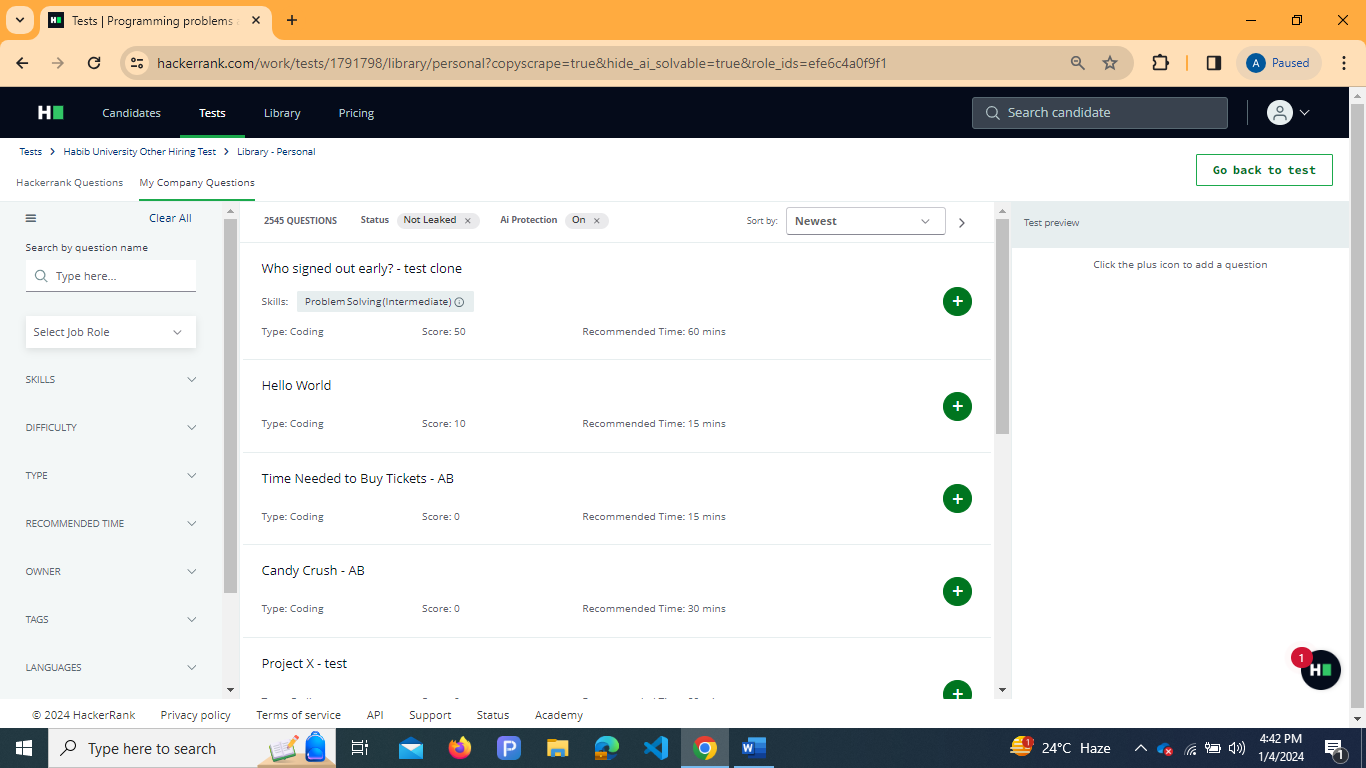 Tests | Programming problems
hackerrank.com/work/tests/1791798/library/personal?copyscrape=true&hide_ai_solvable=true&role_ids=efe6c4a0f9f1
A Paused
H Candidates Tests Library Pricing Search candidate
Tests > Habib University Other Hiring Test > Library - Personal
Go back to test
Hackerrank Questions My Company Questions
Clear All
Search by question name
Type here...
Select Job Role
SKILLS
DIFFICULTY
TYPE
RECOMMENDED TIME
OWNER
TAGS
LANGUAGES
2545 QUESTIONS Status Not Leaked × Ai Protection On × Sort by: Newest
Who signed out early? - test clone
Skills: Problem Solving (Intermediate)
Type: Coding Score: 50 Recommended Time: 60 mins
Hello World
Type: Coding Score: 10 Recommended Time: 15 mins
Time Needed to Buy Tickets - AB
Type: Coding Score: 0 Recommended Time: 15 mins
Candy Crush - AB
Type: Coding Score: 0 Recommended Time: 30 mins
Project X - test
Test preview
Click the plus icon to add a question
1
H
© 2024 HackerRank Privacy policy Terms of service API Support Status Academy
Type here to search
1 24°C Haze
4:42 PM
1/4/2024
1